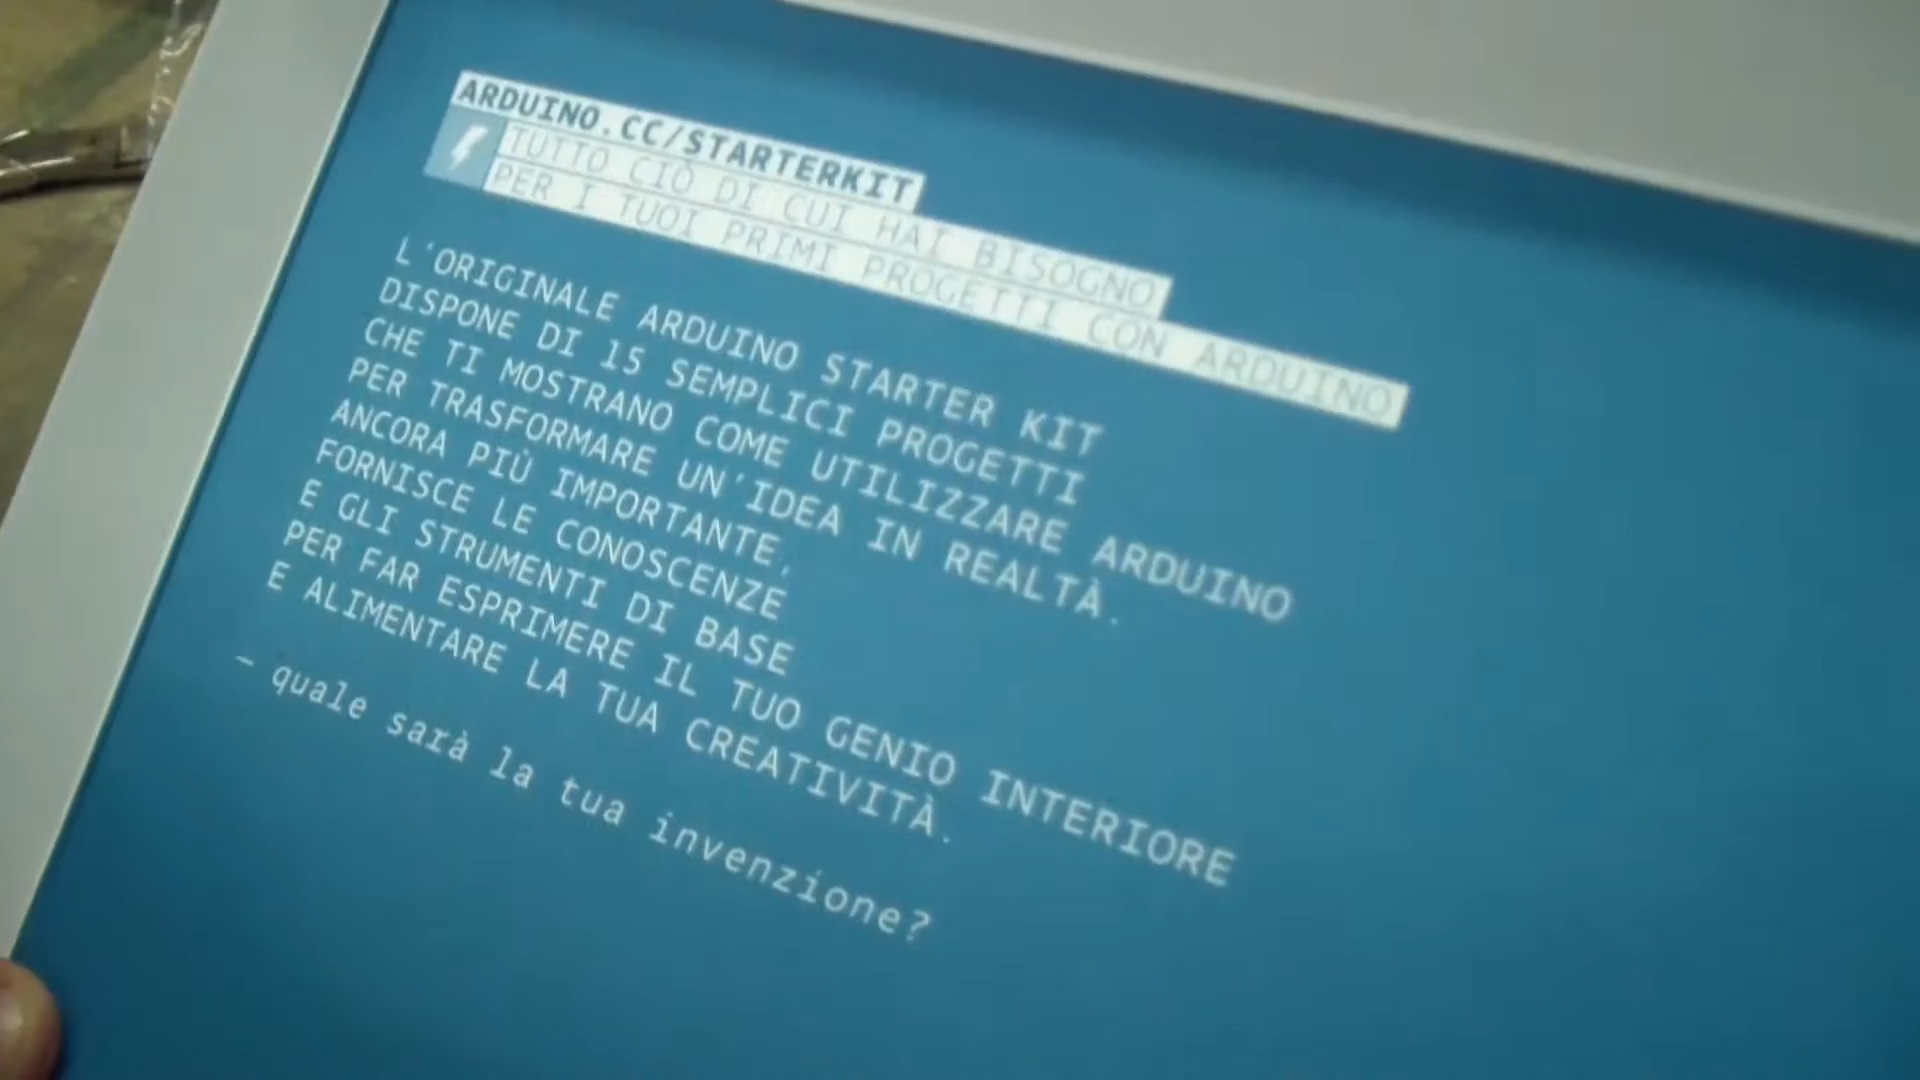 ARDUINO.CC/STARTERKIT
TUTTO CIÒ DI CUI HAI BISOGNO
PER I TUOI PRIMI PROGETTI CON ARDUINO
L'ORIGINALE ARDUINO STARTER KIT
DISPONE DI 15 SEMPLICI PROGETTI
CHE TI MOSTRANO COME UTILIZZARE ARDUINO
PER TRASFORMARE UN'IDEA IN REALTÀ.
ANCORA PIÙ IMPORTANTE,
FORNISCE LE CONOSCENZE
E GLI STRUMENTI DI BASE
PER FAR ESPRIMERE IL TUO GENIO INTERIORE
E ALIMENTARE LA TUA CREATIVITÀ.
– quale sarà la tua invenzione?